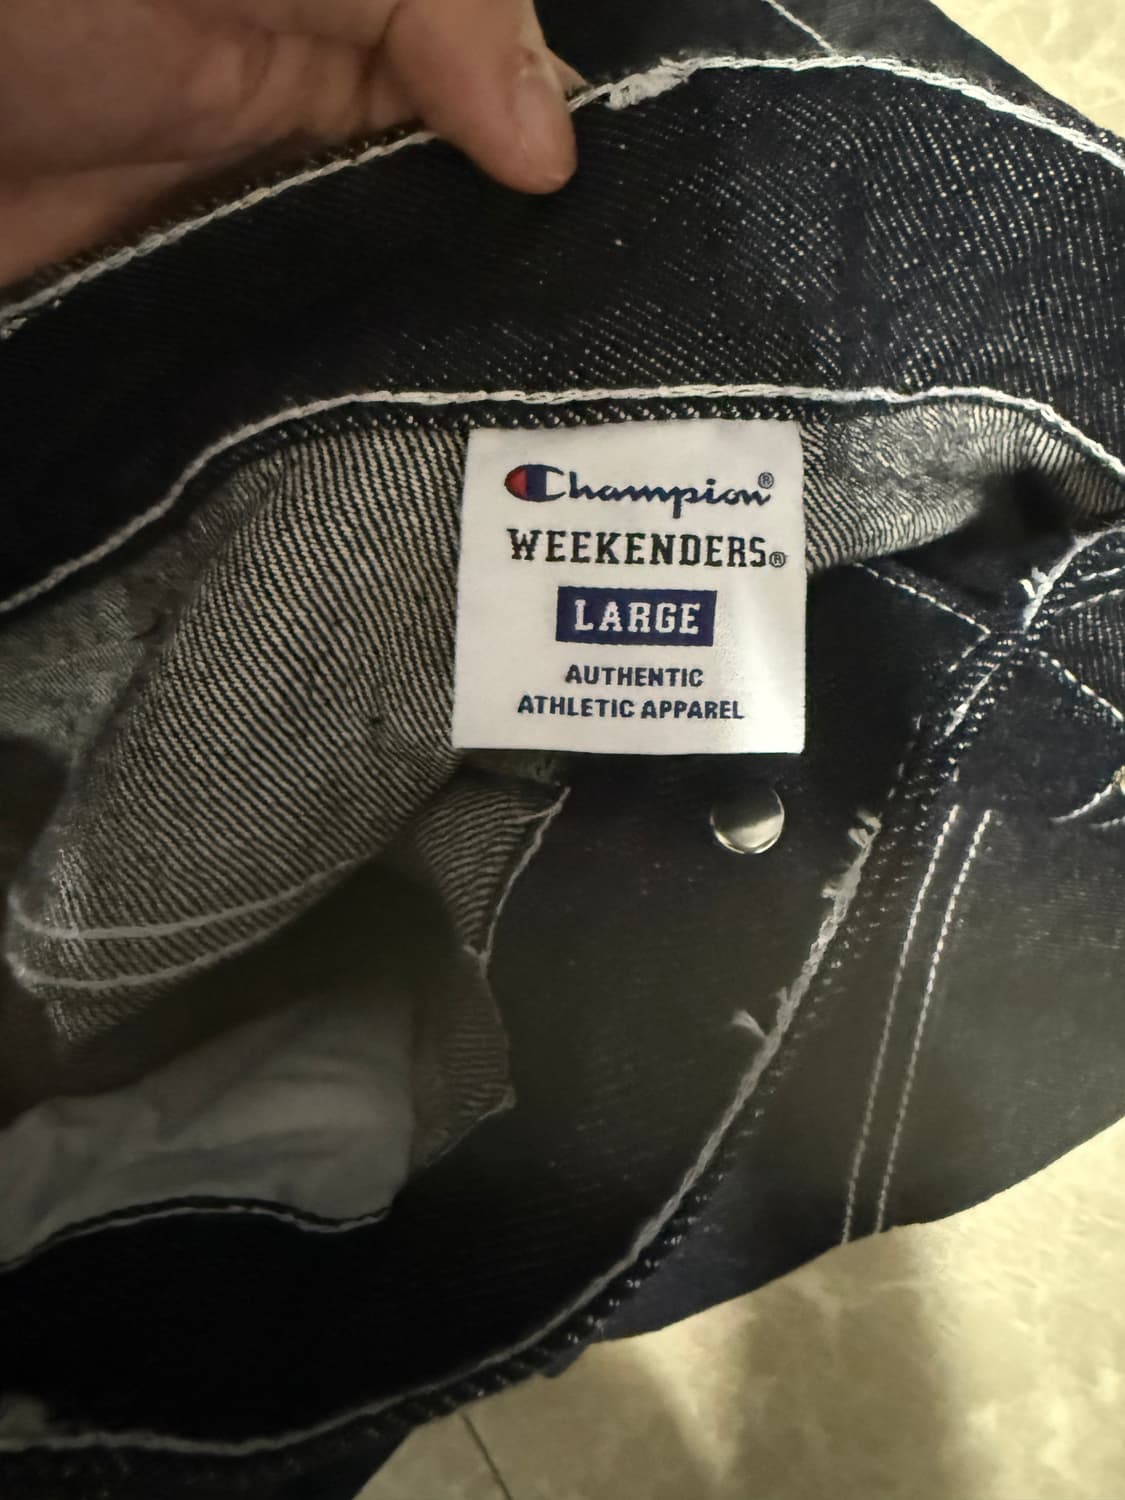 Champion®
WEEKENDERS®
LARGE
AUTHENTIC
ATHLETIC APPAREL